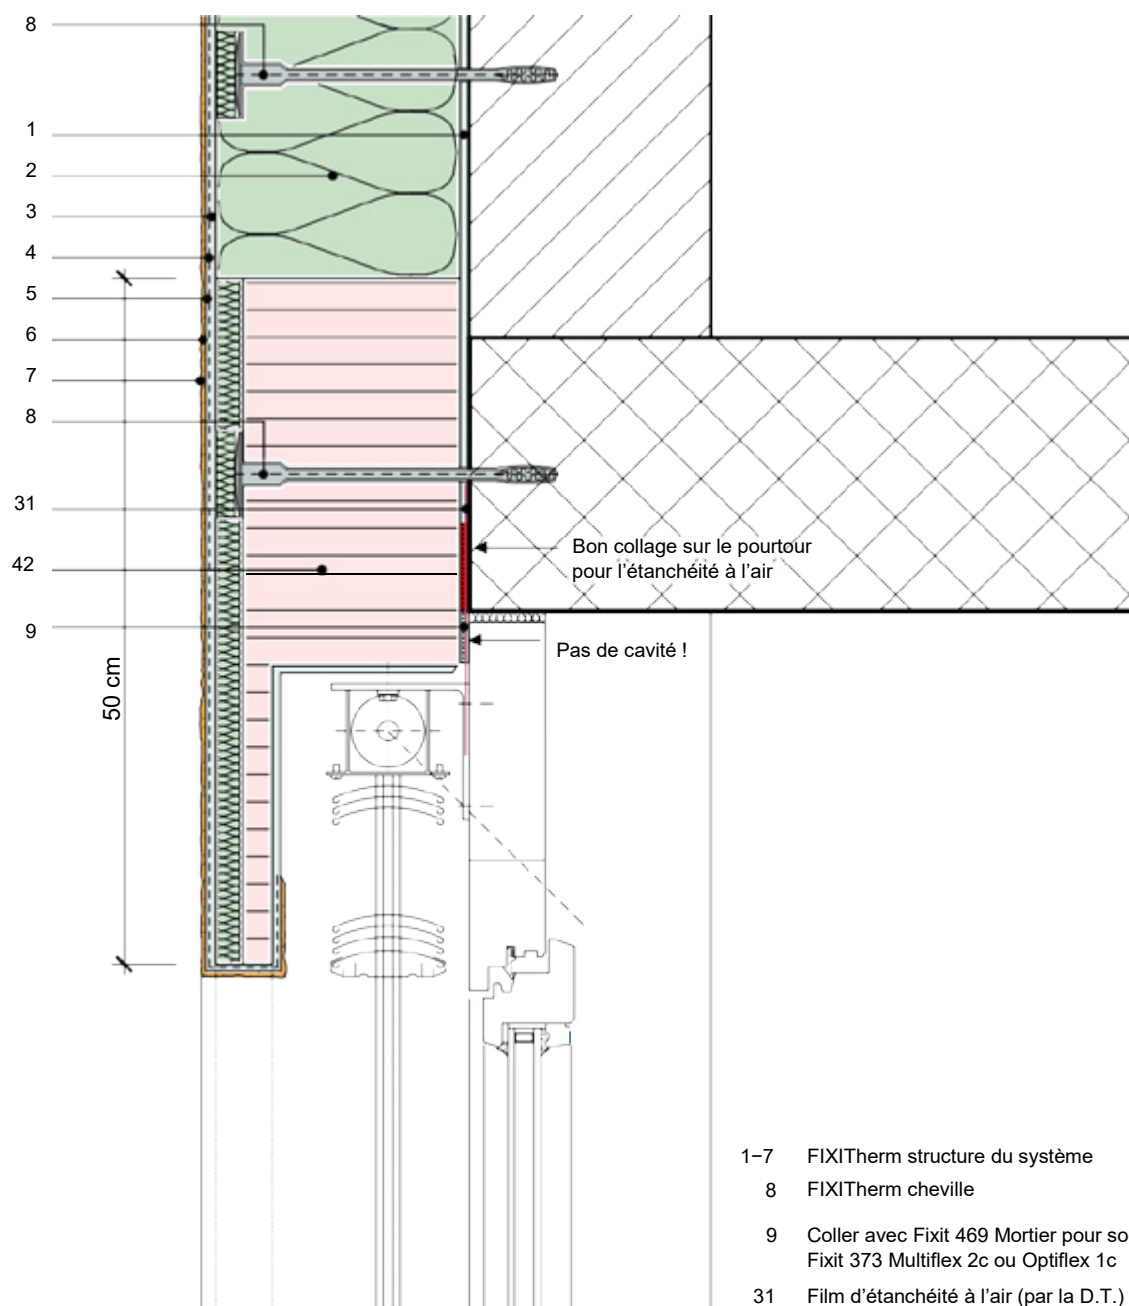 8
1
2
3
4
5
6
7
8
31
42
9
50 cm
Bon collage sur le pourtour
pour l’étanchéité à l’air
Pas de cavité !
1–7 FIXITherm structure du système
8 FIXITherm cheville
9 Coller avec Fixit 469 Mortier pour so
Fixit 373 Multiflex 2c ou Optiflex 1c
31 Film d’étanchéité à l’air (par la D.T.)